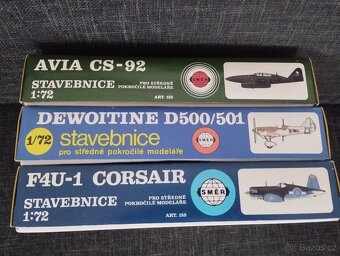 AVIA CS-92
STAVEBNICE
1:72
PRO STŘEDNĚ
POKROČILÉ MODELÁŘE
ART. 156
SMĚR
DEWOITINE D500/501
1/72 stavebnice
pro středně pokročilé modeláře
SMĚR
F4U-1 CORSAIR
STAVEBNICE
1:72
PRO STŘEDNĚ
POKROČILÉ MODELÁŘE
ART. 155
SMĚR
Bazoš.cz